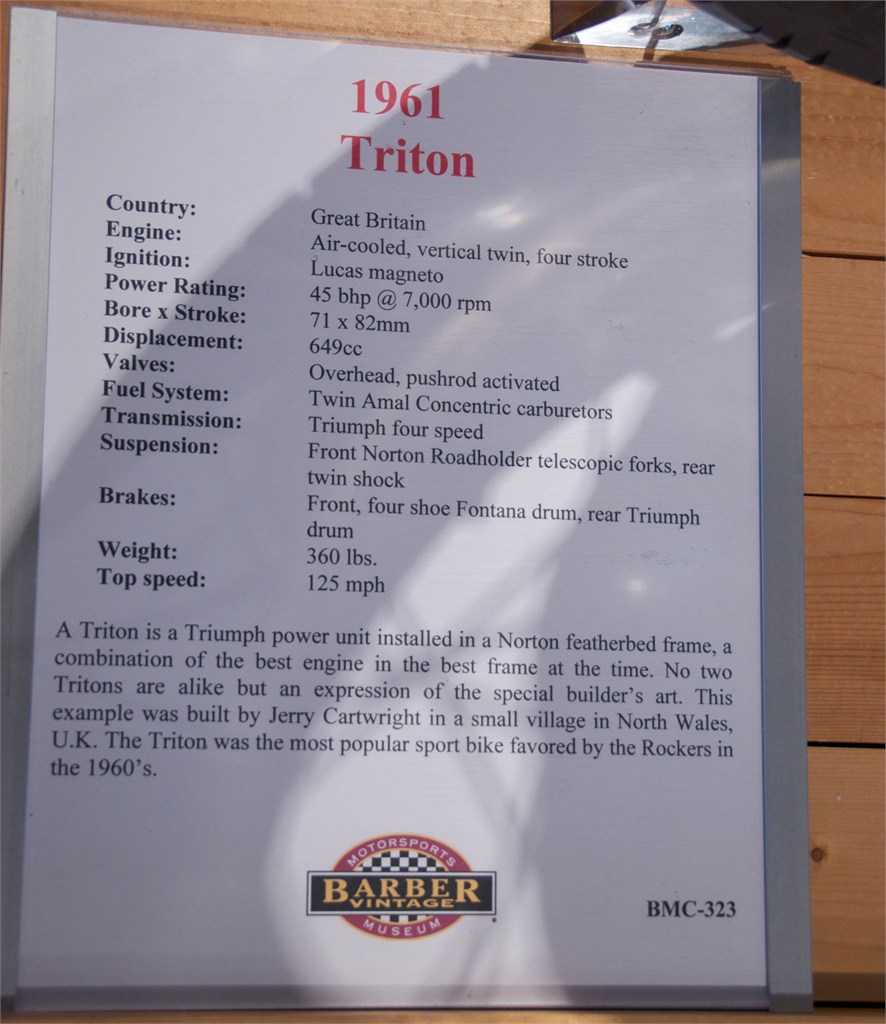 1961
Triton
Country: Great Britain
Engine: Air-cooled, vertical twin, four stroke
Ignition: Lucas magneto
Power Rating: 45 bhp @ 7,000 rpm
Bore x Stroke: 71 x 82mm
Displacement: 649cc
Valves: Overhead, pushrod activated
Fuel System: Twin Amal Concentric carburetors
Transmission: Triumph four speed
Suspension: Front Norton Roadholder telescopic forks, rear
twin shock
Brakes: Front, four shoe Fontana drum, rear Triumph
drum
Weight: 360 lbs.
Top speed: 125 mph
A Triton is a Triumph power unit installed in a Norton featherbed frame, a
combination of the best engine in the best frame at the time. No two
Tritons are alike but an expression of the special builder's art. This
example was built by Jerry Cartwright in a small village in North Wales,
U.K. The Triton was the most popular sport bike favored by the Rockers in
the 1960's.
MOTORSPORTS
BARBER
VINTAGE
MUSEUM
BMC-323